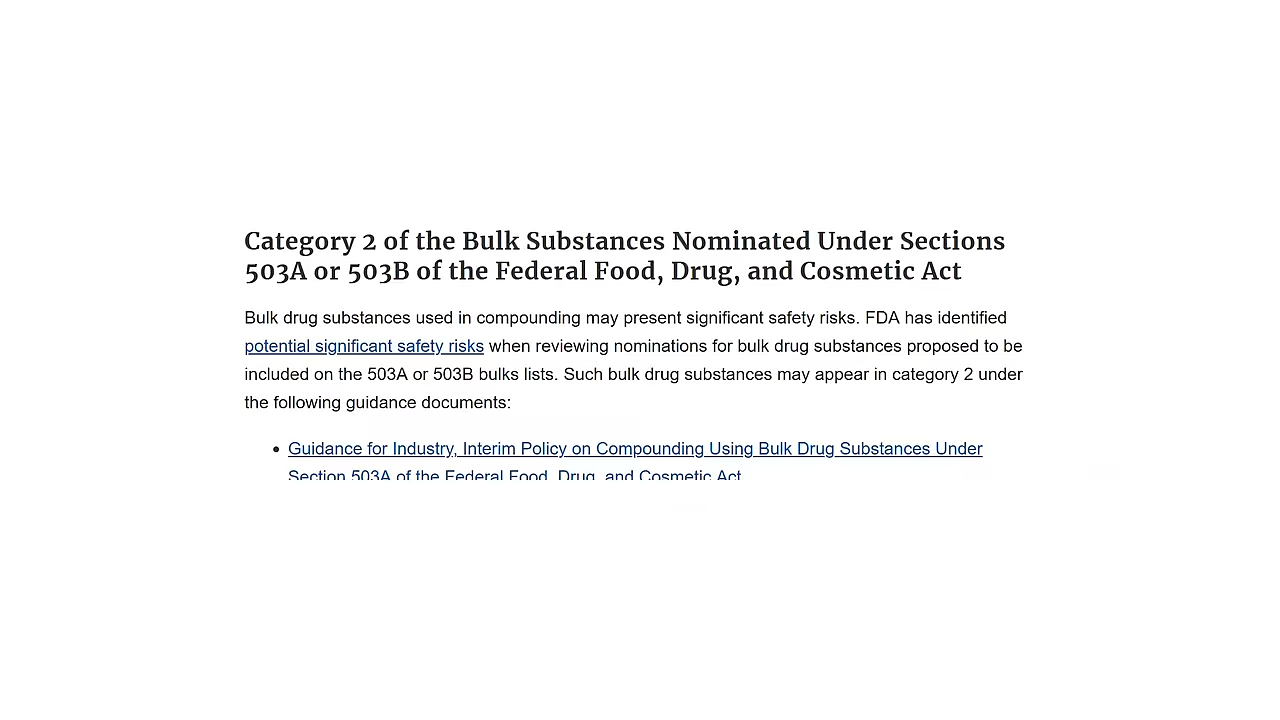 Category 2 of the Bulk Substances Nominated Under Sections
503A or 503B of the Federal Food, Drug, and Cosmetic Act
Bulk drug substances used in compounding may present significant safety risks. FDA has identified
potential significant safety risks when reviewing nominations for bulk drug substances proposed to be
included on the 503A or 503B bulks lists. Such bulk drug substances may appear in category 2 under
the following guidance documents:
• Guidance for Industry, Interim Policy on Compounding Using Bulk Drug Substances Under
Section 503A of the Federal Food, Drug, and Cosmetic Act